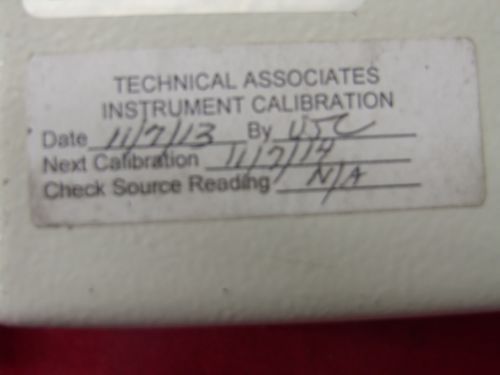 TECHNICAL ASSOCIATES
INSTRUMENT CALIBRATION
Date 11/7/13 By
Next Calibration 11/7/14
Check Source Reading N/A